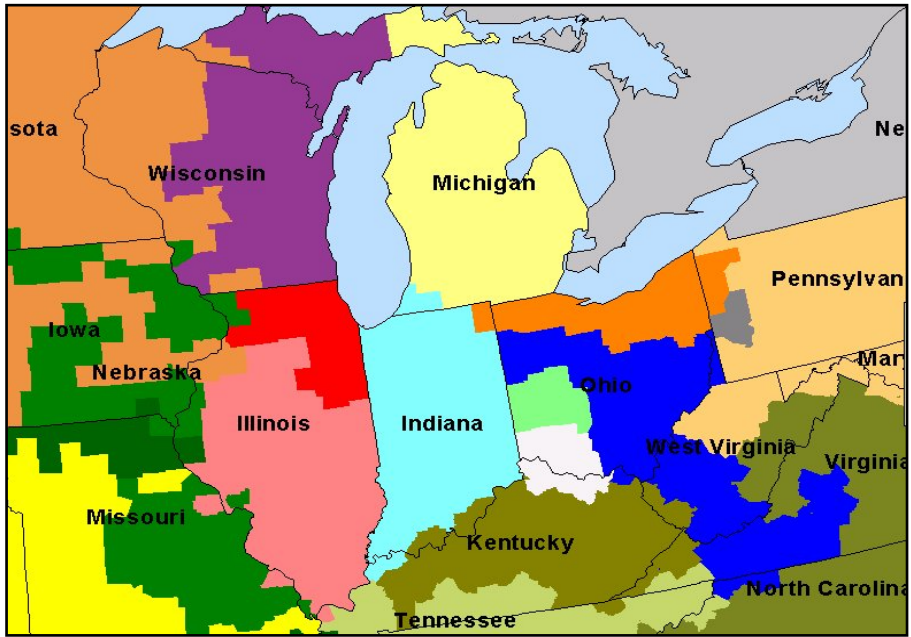 sota
Ne
Wisconsin
Michigan
Pennsylvan
Iowa
Mar
Nebraska
Ohio
Illinois
Indiana
West Virginia
Virginia
Missouri
Kentucky
North Carolina
Tennessee